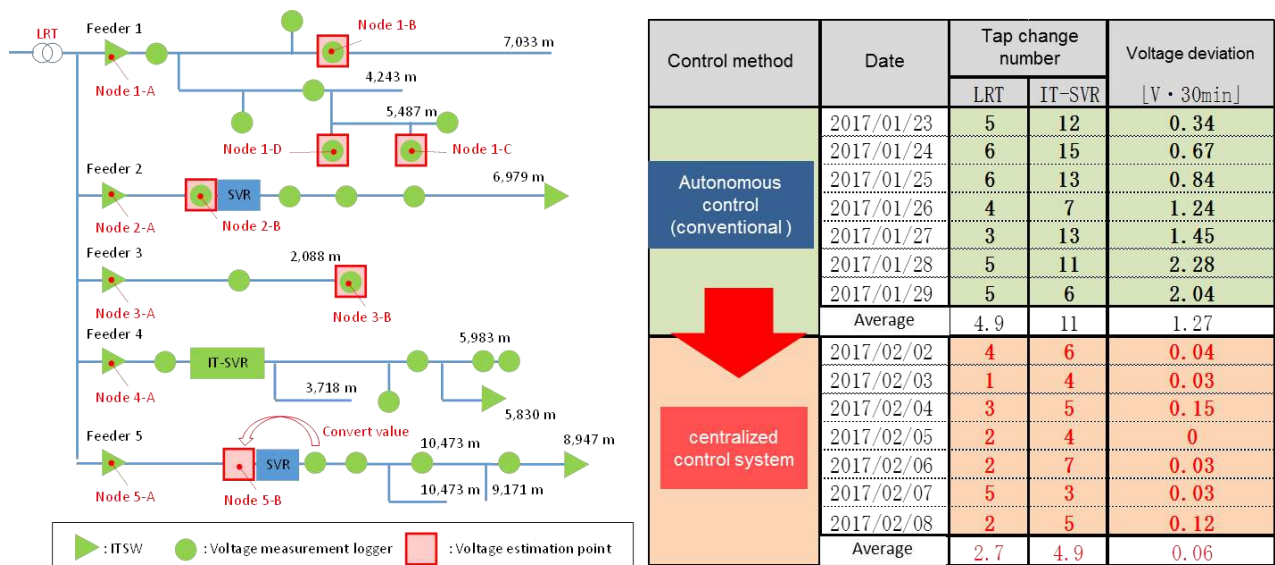 LRT
Feeder 1
Node 1-A
Node 1-B
7,033 m
4,243 m
5,487 m
Node 1-D
Node 1-C
Feeder 2
6,979 m
SVR
Node 2-A
Node 2-B
Feeder 3
2,088 m
Node 3-A
Node 3-B
Feeder 4
5,983 m
IT-SVR
3,718 m
Node 4-A
5,830 m
Feeder 5
Convert value
10,473 m
8,947 m
SVR
Node 5-A
Node 5-B
10,473 m
9,171 m
: ITSW
: Voltage measurement logger
: Voltage estimation point
Control method Date Tap change number Voltage deviation
LRT IT-SVR [V・30min]
Autonomous control (conventional)
2017/01/23 5 12 0.34
2017/01/24 6 15 0.67
2017/01/25 6 13 0.84
2017/01/26 4 7 1.24
2017/01/27 3 13 1.45
2017/01/28 5 11 2.28
2017/01/29 5 6 2.04
Average 4.9 11 1.27
centralized control system
2017/02/02 4 6 0.04
2017/02/03 1 4 0.03
2017/02/04 3 5 0.15
2017/02/05 2 4 0
2017/02/06 2 7 0.03
2017/02/07 5 3 0.03
2017/02/08 2 5 0.12
Average 2.7 4.9 0.06